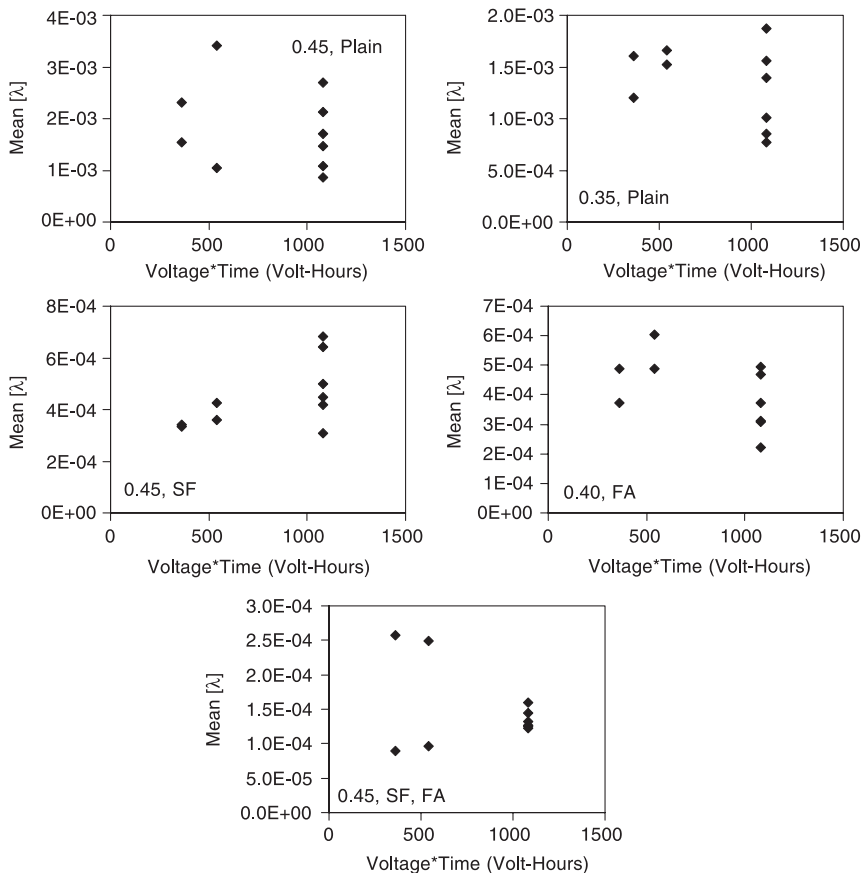 4E-03
3E-03
2E-03
1E-03
0E+00
Mean [λ]
0.45, Plain
0 500 1000 1500
Voltage*Time (Volt-Hours)
2.0E-03
1.5E-03
1.0E-03
5.0E-04
0.0E+00
Mean [λ]
0.35, Plain
0 500 1000 1500
Voltage*Time (Volt-Hours)
8E-04
6E-04
4E-04
2E-04
0E+00
Mean [λ]
0.45, SF
0 500 1000 1500
Voltage*Time (Volt-Hours)
7E-04
6E-04
5E-04
4E-04
3E-04
2E-04
1E-04
0E+00
Mean [λ]
0.40, FA
0 500 1000 1500
Voltage*Time (Volt-Hours)
3.0E-04
2.5E-04
2.0E-04
1.5E-04
1.0E-04
5.0E-05
0.0E+00
Mean [λ]
0.45, SF, FA
0 500 1000 1500
Voltage*Time (Volt-Hours)